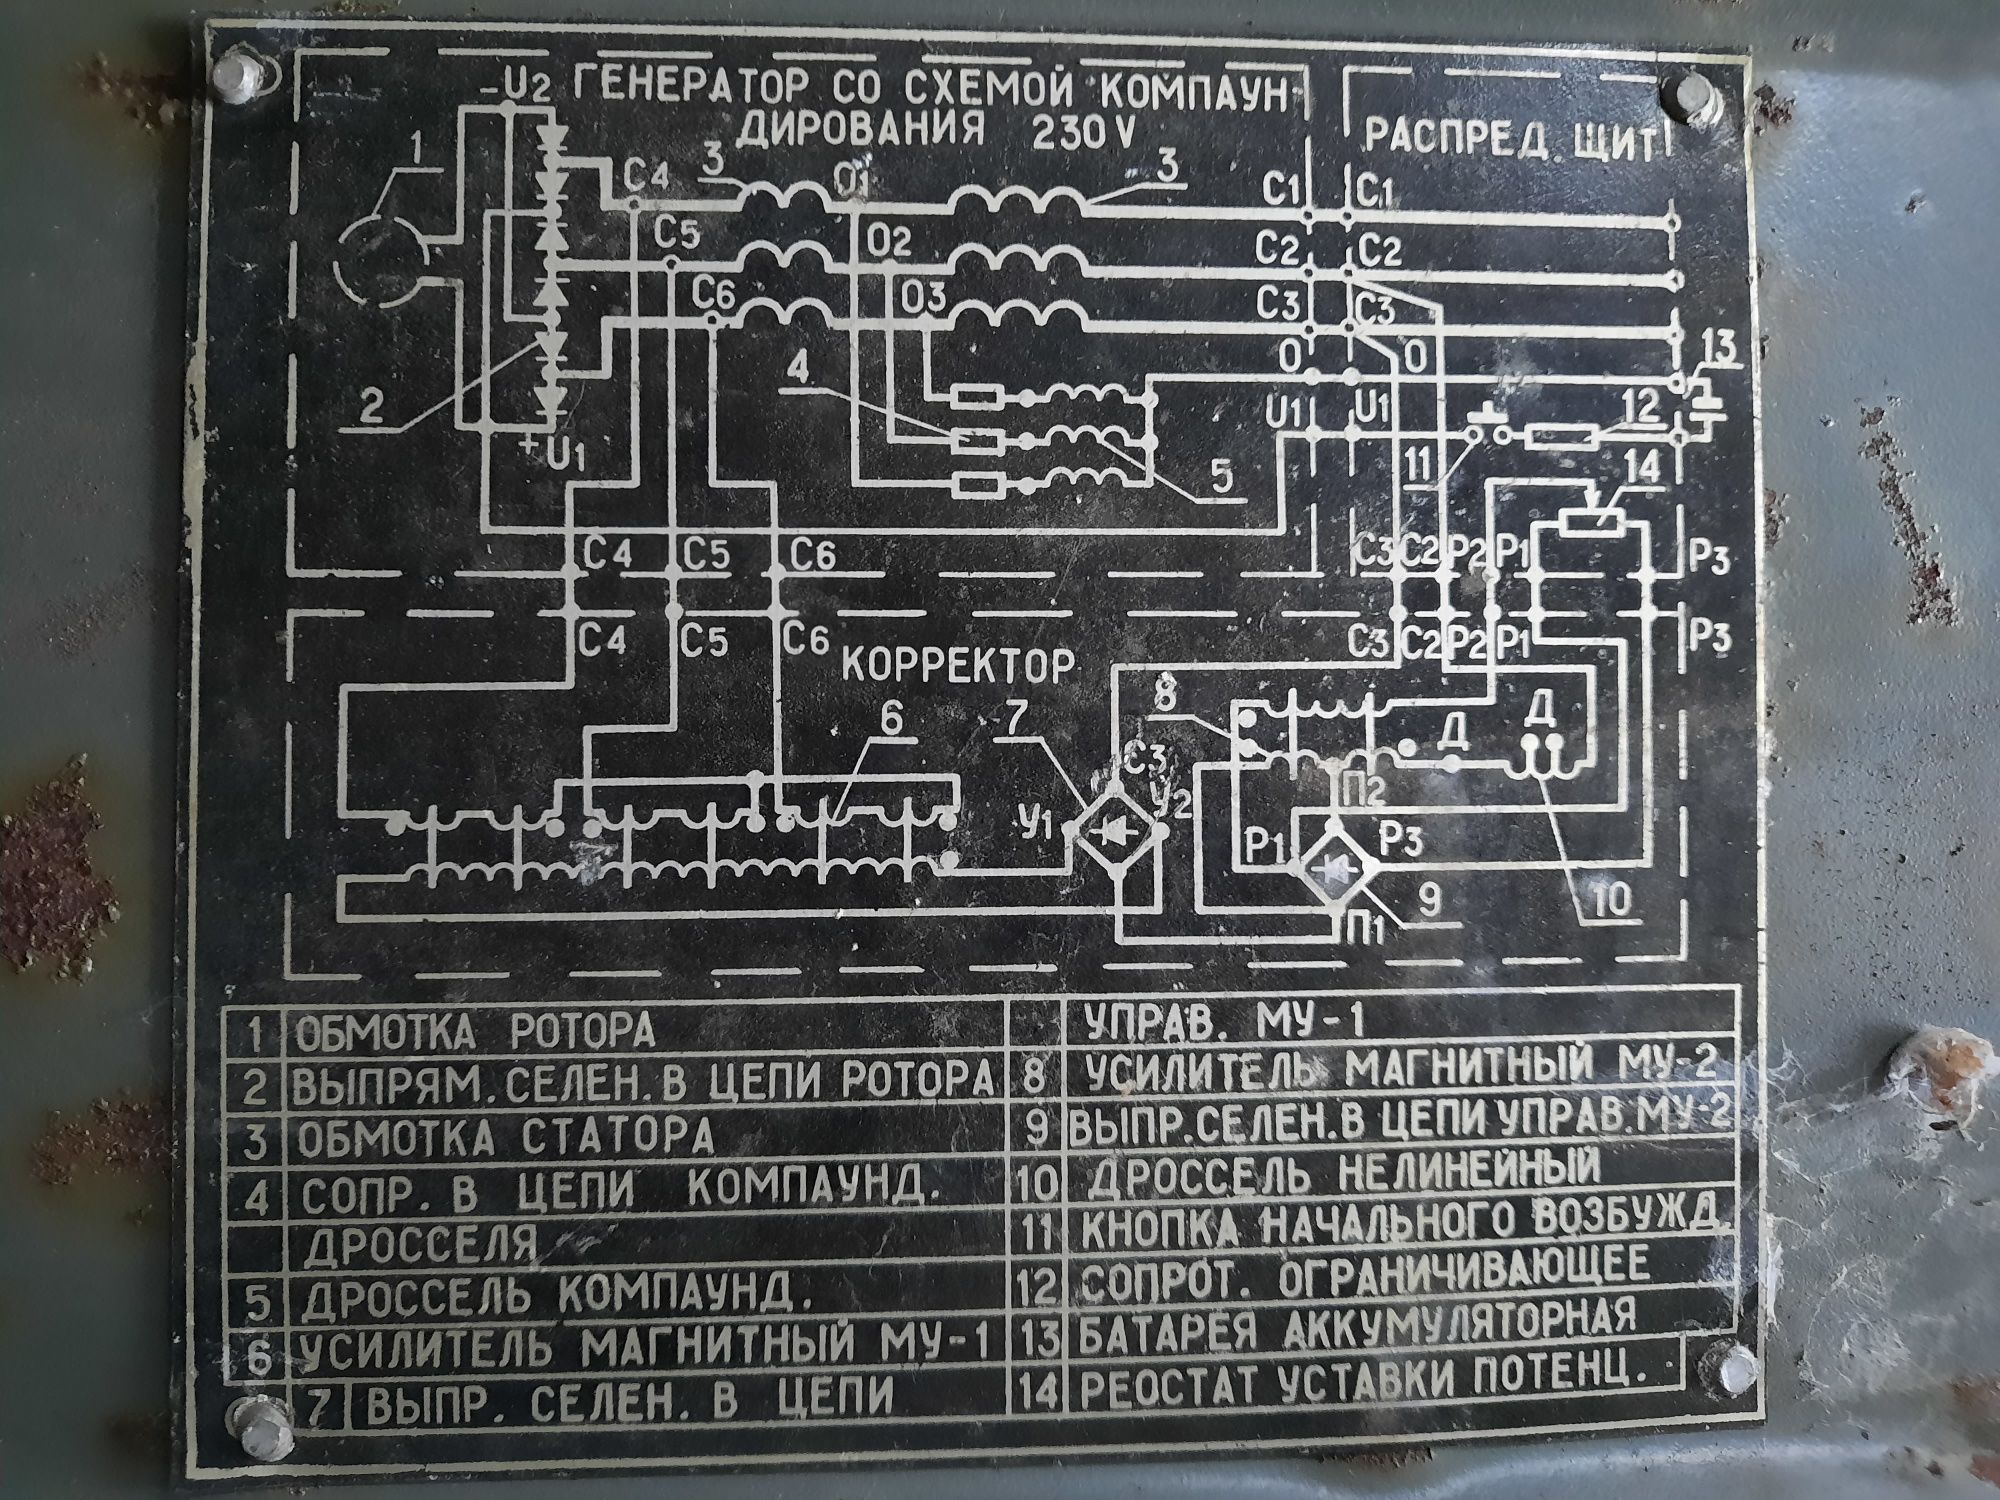 -U2 ГЕНЕРАТОР СО СХЕМОЙ КОМПАУН-
ДИРОВАНИЯ 230V
РАСПРЕД. ЩИТ
1
C4
3
O1
3
C1
C1
C5
O2
C2
C2
C6
O3
C3
C3
O
O
13
2
4
U1
U1
12
+U1
5
11
14
C4
C5
C6
C3
C2
P2
P1
P3
C4
C5
C6
C3
C2
P2
P1
P3
КОРРЕКТОР
6
7
8
Д
Д
C3
У1
У2
П2
P1
P3
9
10
П1
1 ОБМОТКА РОТОРА
2 ВЫПРЯМ. СЕЛЕН. В ЦЕПИ РОТОРА
3 ОБМОТКА СТАТОРА
4 СОПР. В ЦЕПИ КОМПАУНД.
ДРОССЕЛЯ
5 ДРОССЕЛЬ КОМПАУНД.
6 УСИЛИТЕЛЬ МАГНИТНЫЙ МУ-1
7 ВЫПР. СЕЛЕН. В ЦЕПИ
УПРАВ. МУ-1
8 УСИЛИТЕЛЬ МАГНИТНЫЙ МУ-2
9 ВЫПР. СЕЛЕН. В ЦЕПИ УПРАВ. МУ-2
10 ДРОССЕЛЬ НЕЛИНЕЙНЫЙ
11 КНОПКА НАЧАЛЬНОГО ВОЗБУЖД.
12 СОПРОТ. ОГРАНИЧИВАЮЩЕЕ
13 БАТАРЕЯ АККУМУЛЯТОРНАЯ
14 РЕОСТАТ УСТАВКИ ПОТЕНЦ.